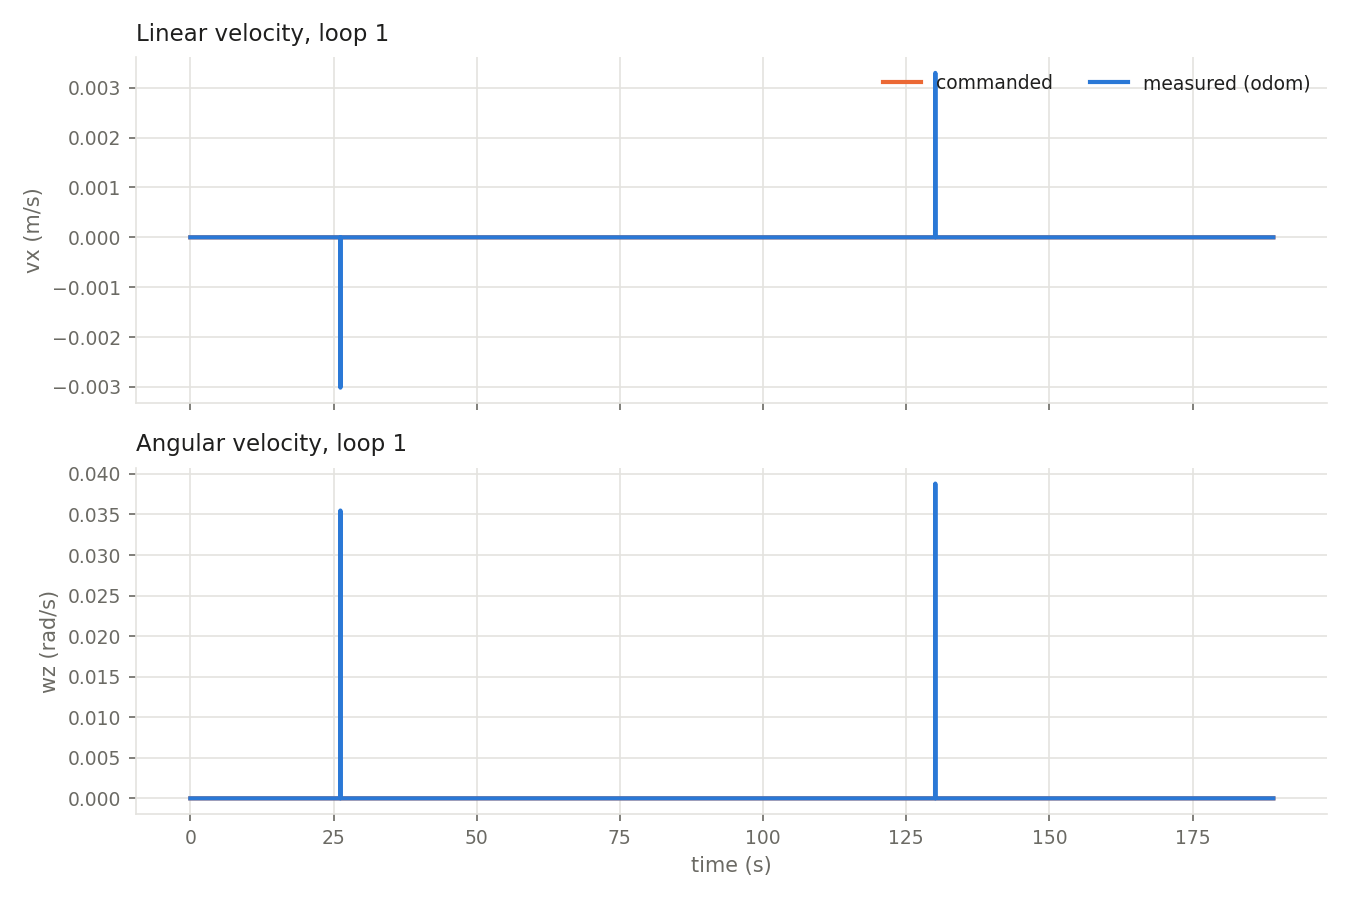 Linear velocity, loop 1
commanded
measured (odom)
0.003
0.002
0.001
0.000
−0.001
−0.002
−0.003
vx (m/s)
Angular velocity, loop 1
0.040
0.035
0.030
0.025
0.020
0.015
0.010
0.005
0.000
wz (rad/s)
0 25 50 75 100 125 150 175
time (s)